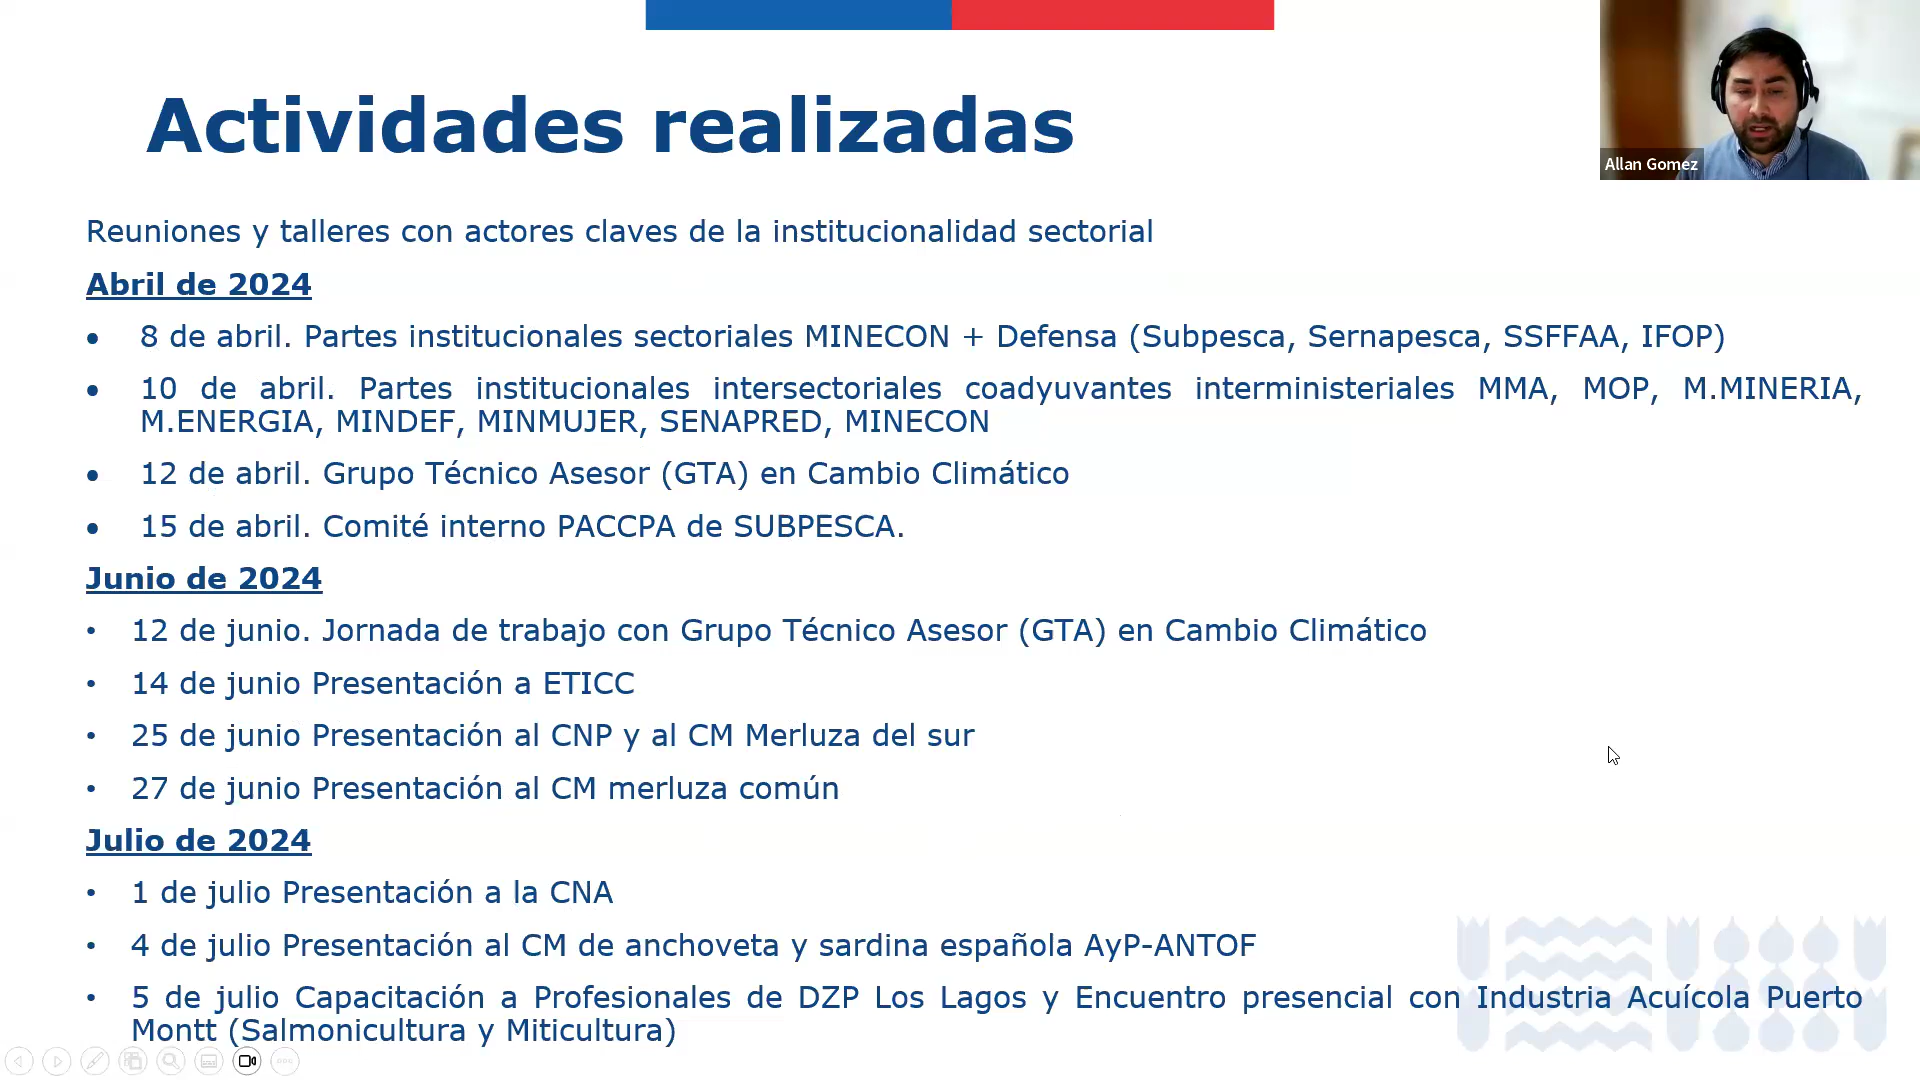 Actividades realizadas
Allan Gomez
Reuniones y talleres con actores claves de la institucionalidad sectorial
Abril de 2024
• 8 de abril. Partes institucionales sectoriales MINECON + Defensa (Subpesca, Sernapesca, SSFFAA, IFOP)
• 10 de abril. Partes institucionales intersectoriales coadyuvantes interministeriales MMA, MOP, M.MINERIA,
M.ENERGIA, MINDEF, MINMUJER, SENAPRED, MINECON
• 12 de abril. Grupo Técnico Asesor (GTA) en Cambio Climático
• 15 de abril. Comité interno PACCPA de SUBPESCA.
Junio de 2024
• 12 de junio. Jornada de trabajo con Grupo Técnico Asesor (GTA) en Cambio Climático
• 14 de junio Presentación a ETICC
• 25 de junio Presentación al CNP y al CM Merluza del sur
• 27 de junio Presentación al CM merluza común
Julio de 2024
• 1 de julio Presentación a la CNA
• 4 de julio Presentación al CM de anchoveta y sardina española AyP-ANTOF
• 5 de julio Capacitación a Profesionales de DZP Los Lagos y Encuentro presencial con Industria Acuícola Puerto
Montt (Salmonicultura y Miticultura)